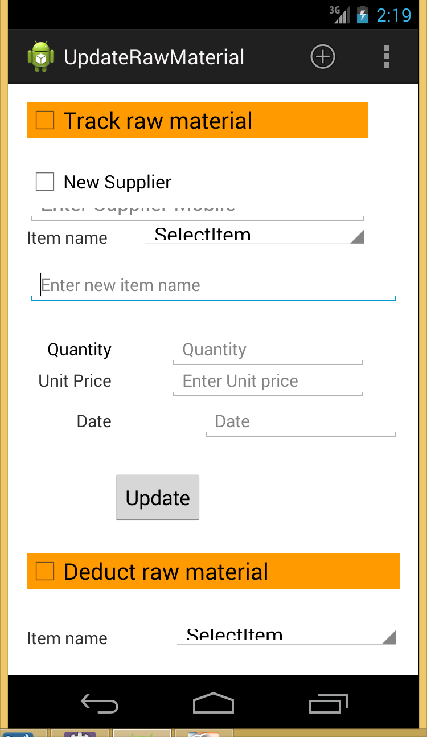 3G 2:19
UpdateRawMaterial
Track raw material
New Supplier
Enter Supplier Mobile
Item name SelectItem
Enter new item name
Quantity Quantity
Unit Price Enter Unit price
Date Date
Update
Deduct raw material
Item name SelectItem